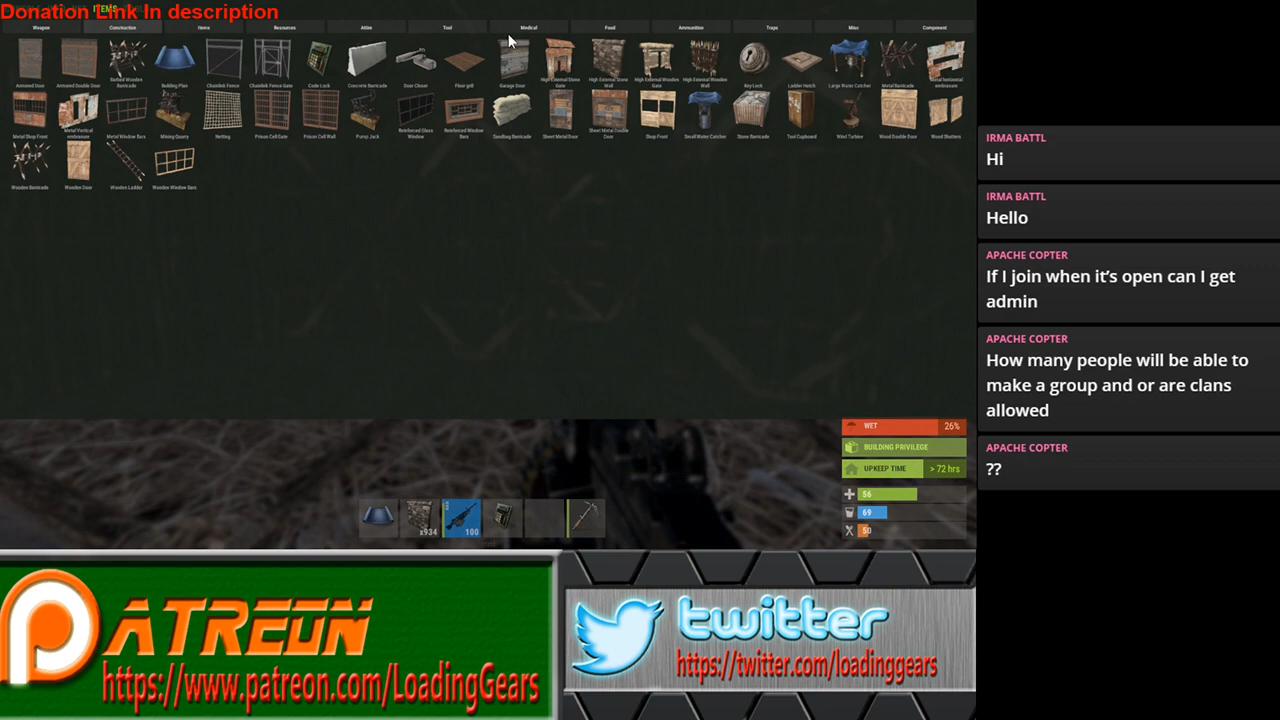 Donation Link In description
ITEMS
Weapon Construction Items Resources Attire Tool Medical Food Ammunition Traps Misc Component
Armored Door
Armored Double Door
Barbed Wooden Barricade
Building Plan
Chainlink Fence
Chainlink Fence Gate
Code Lock
Concrete Barricade
Door Closer
Floor grill
Garage Door
High External Stone Gate
High External Stone Wall
High External Wooden Gate
High External Wooden Wall
Key Lock
Ladder Hatch
Large Water Catcher
Metal Barricade
Metal horizontal embrasure
Metal Shop Front
Metal Vertical embrasure
Metal Window Bars
Mining Quarry
Netting
Prison Cell Gate
Prison Cell Wall
Pump Jack
Reinforced Glass Window
Reinforced Window Bars
Sandbag Barricade
Sheet Metal Door
Sheet Metal Double Door
Shop Front
Small Water Catcher
Stone Barricade
Tool Cupboard
Wind Turbine
Wood Double Door
Wood Shutters
Wooden Barricade
Wooden Door
Wooden Ladder
Wooden Window Bars
WET 26%
BUILDING PRIVILEGE
UPKEEP TIME > 72 hrs
56
69
50
x934
100
PATREON
https://www.patreon.com/LoadingGears
twitter
https://twitter.com/loadinggears
IRMA BATTL
Hi
IRMA BATTL
Hello
APACHE COPTER
If I join when it's open can I get
admin
APACHE COPTER
How many people will be able to
make a group and or are clans
allowed
APACHE COPTER
??